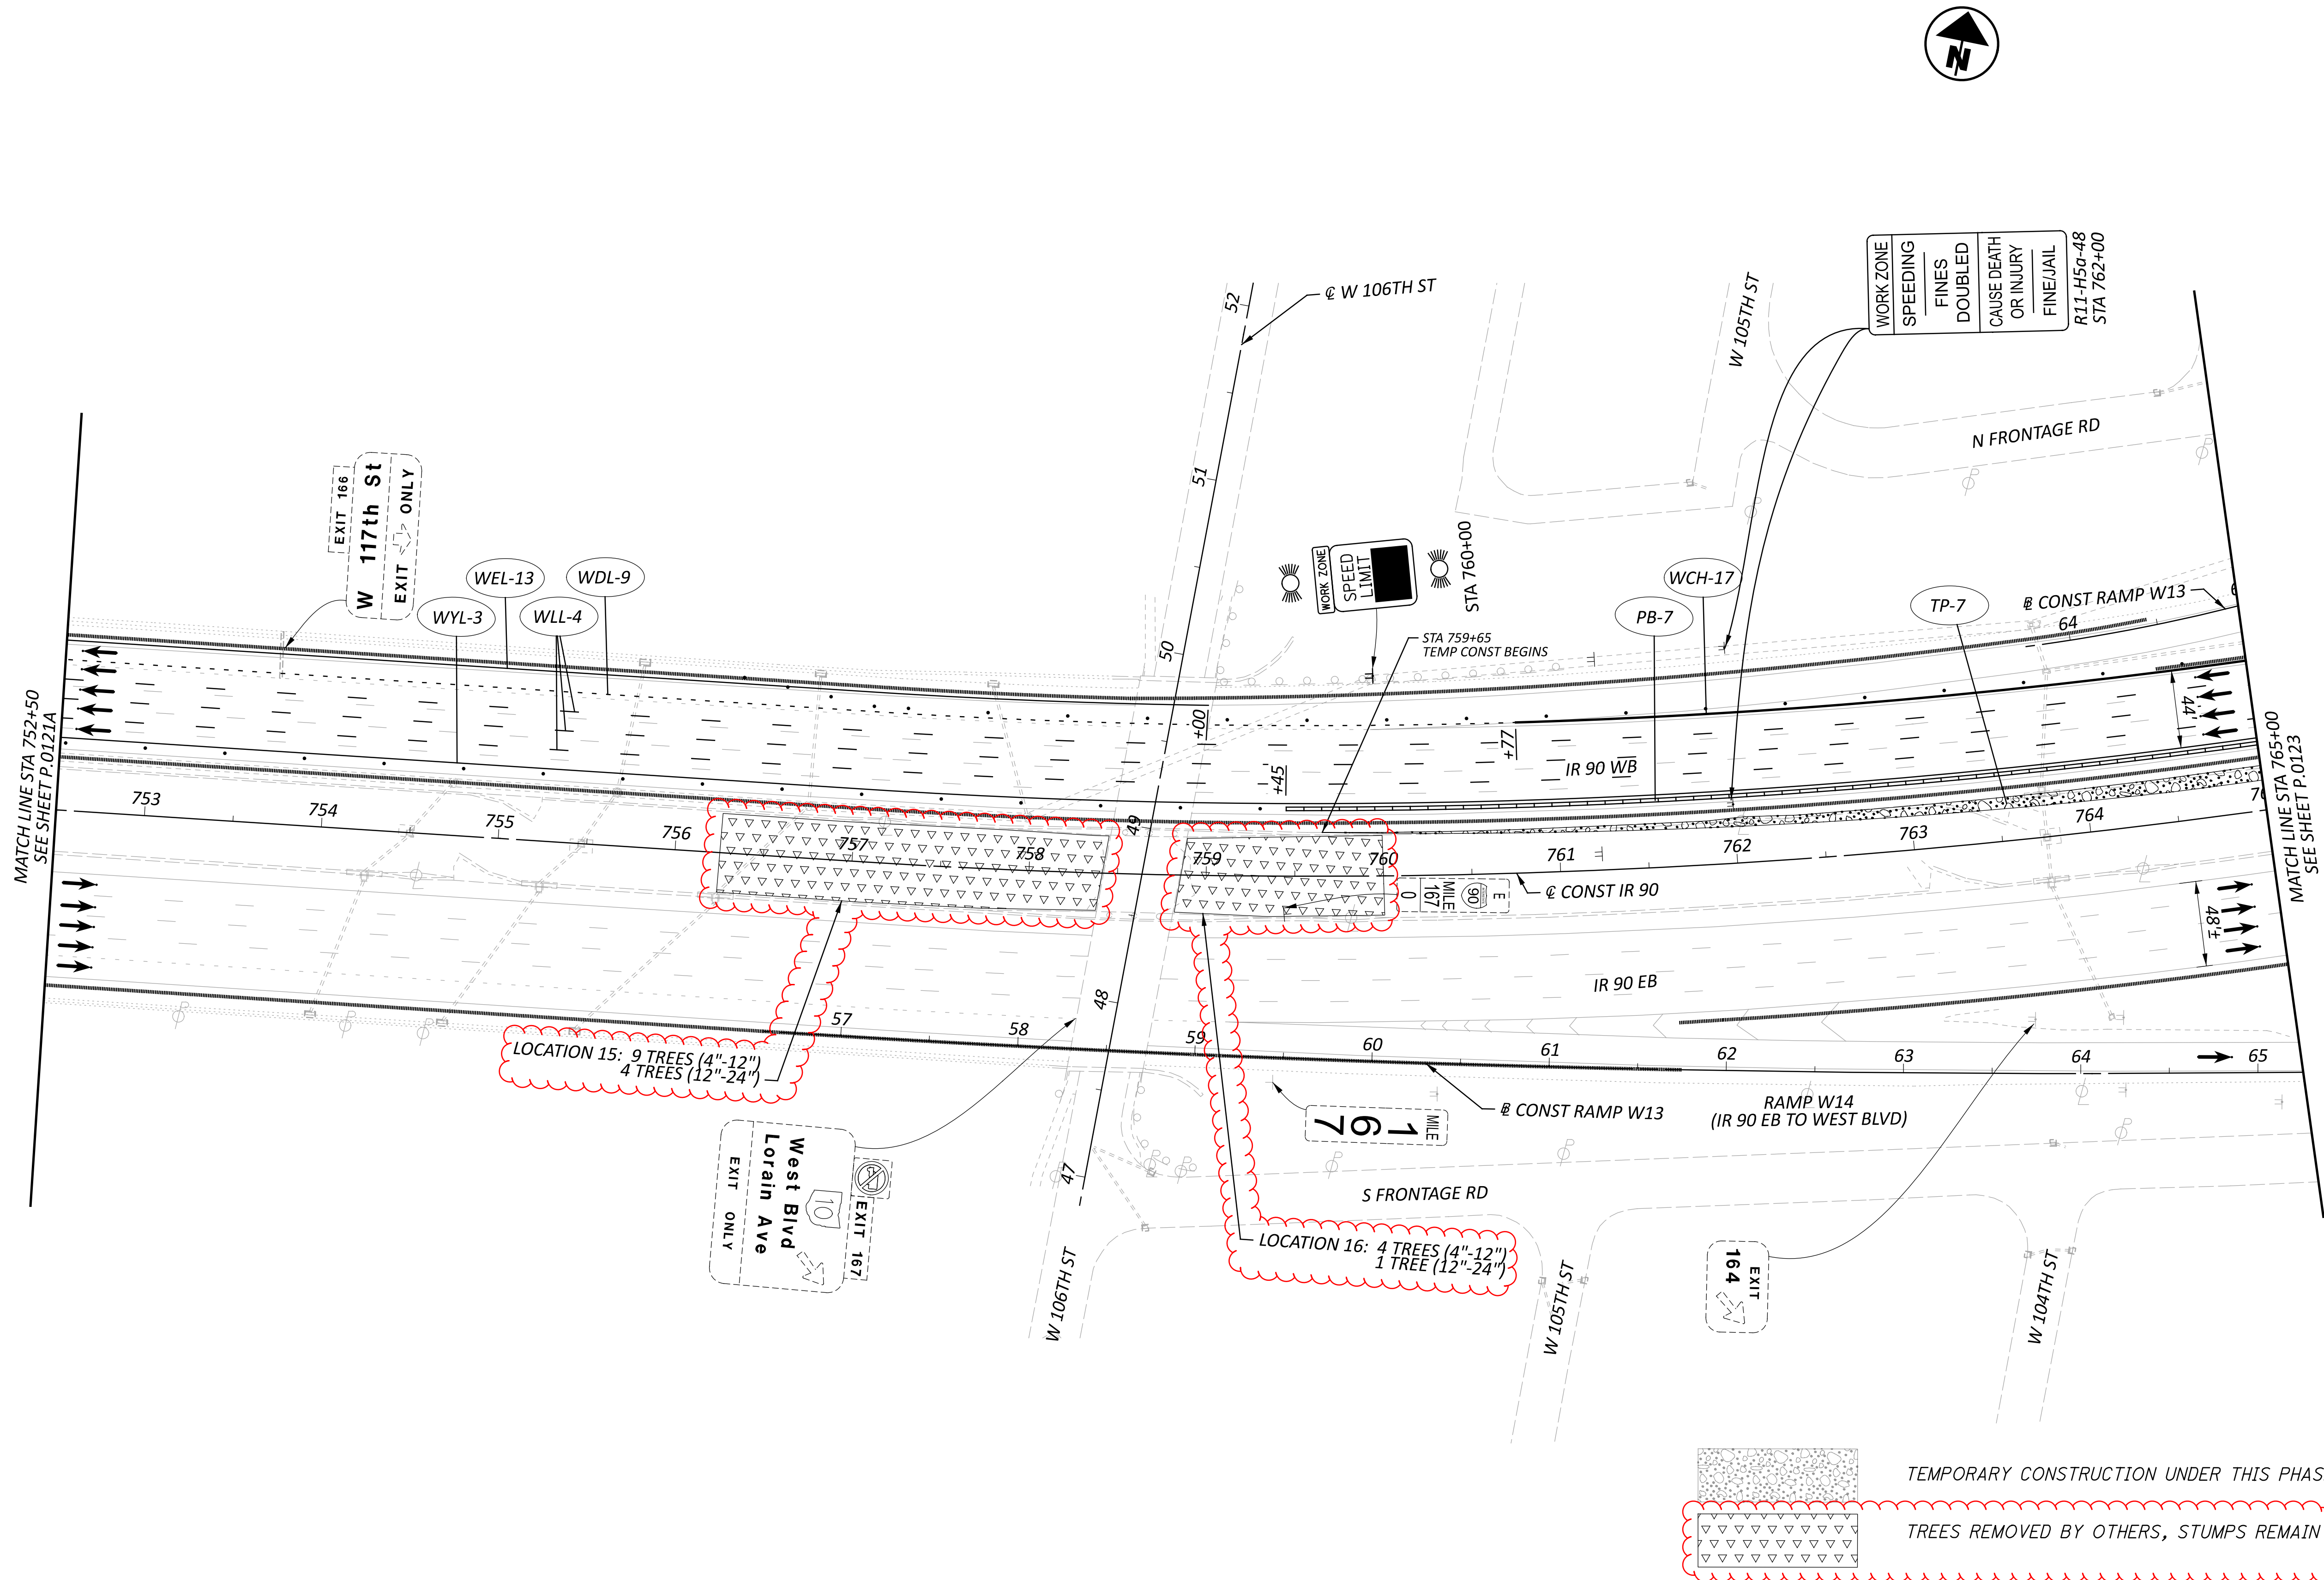 N
℄ W 106TH ST
52
51
50
49
48
47
W 105TH ST
WORK ZONE
SPEEDING
FINES
DOUBLED
CAUSE DEATH
OR INJURY
FINE/JAIL
R11-H5a-48
STA 762+00
N FRONTAGE RD
EXIT 166
W 117th St
EXIT ONLY
WEL-13
WDL-9
WYL-3
WLL-4
WORK ZONE
SPEED
LIMIT
STA 760+00
STA 759+65
TEMP CONST BEGINS
WCH-17
PB-7
TP-7
CONST RAMP W13
64
MATCH LINE STA 752+50
SEE SHEET P.0121A
+00
+45
+77
IR 90 WB
44'
753
754
755
756
757
758
759
760
761
762
763
764
MATCH LINE STA 765+00
SEE SHEET P.0123
E
90
MILE
167
0
℄ CONST IR 90
IR 90 EB
48'±
57
58
59
60
61
62
63
64
65
LOCATION 15: 9 TREES (4"-12")
4 TREES (12"-24")
MILE
167
CONST RAMP W13
RAMP W14
(IR 90 EB TO WEST BLVD)
EXIT 167
10
West Blvd
Lorain Ave
EXIT ONLY
S FRONTAGE RD
LOCATION 16: 4 TREES (4"-12")
1 TREE (12"-24")
W 106TH ST
W 105TH ST
EXIT
164
W 104TH ST
TEMPORARY CONSTRUCTION UNDER THIS PHAS
TREES REMOVED BY OTHERS, STUMPS REMAIN